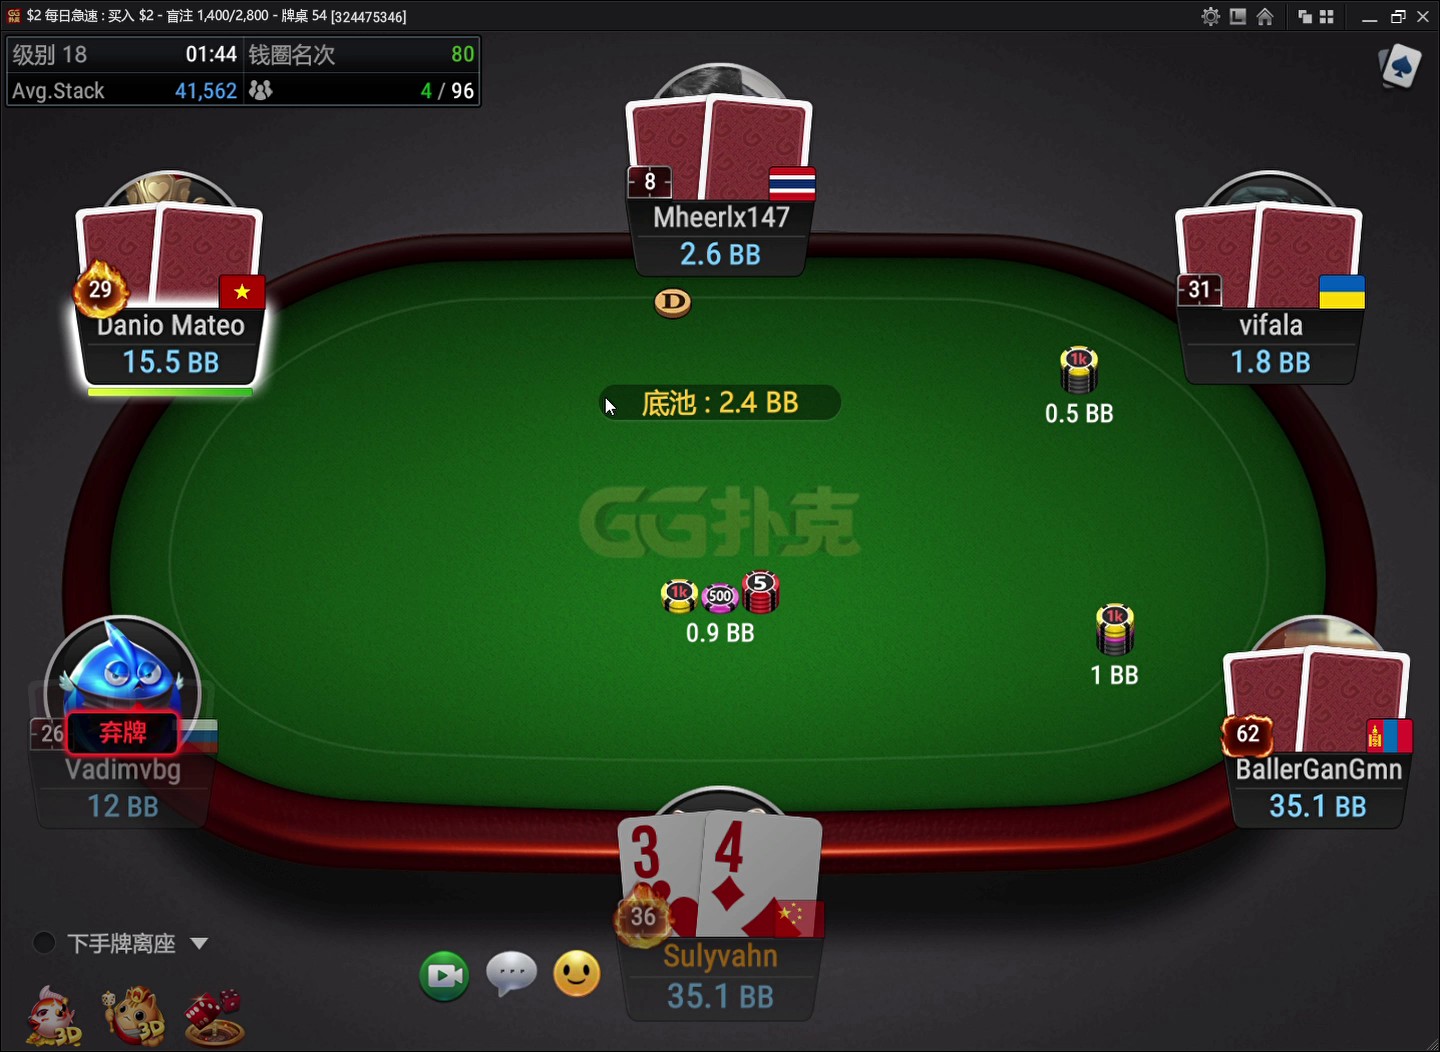 $2 每日急速 : 买入 $2 - 盲注 1,400/2,800 - 牌桌 54 [324475346]
级别 18 01:44 钱圈名次 80
Avg.Stack 41,562 4 / 96
8
Mheerlx147
2.6 BB
29
Danio Mateo
15.5 BB
31
vifala
1.8 BB
D
1k
0.5 BB
底池 : 2.4 BB
GG扑克
1k 500 5
0.9 BB
1k
1 BB
26
弃牌
Vadimvbg
12 BB
62
BallerGanGmn
35.1 BB
3 4
36
Sulyvahn
35.1 BB
下手牌离座
3D 3D